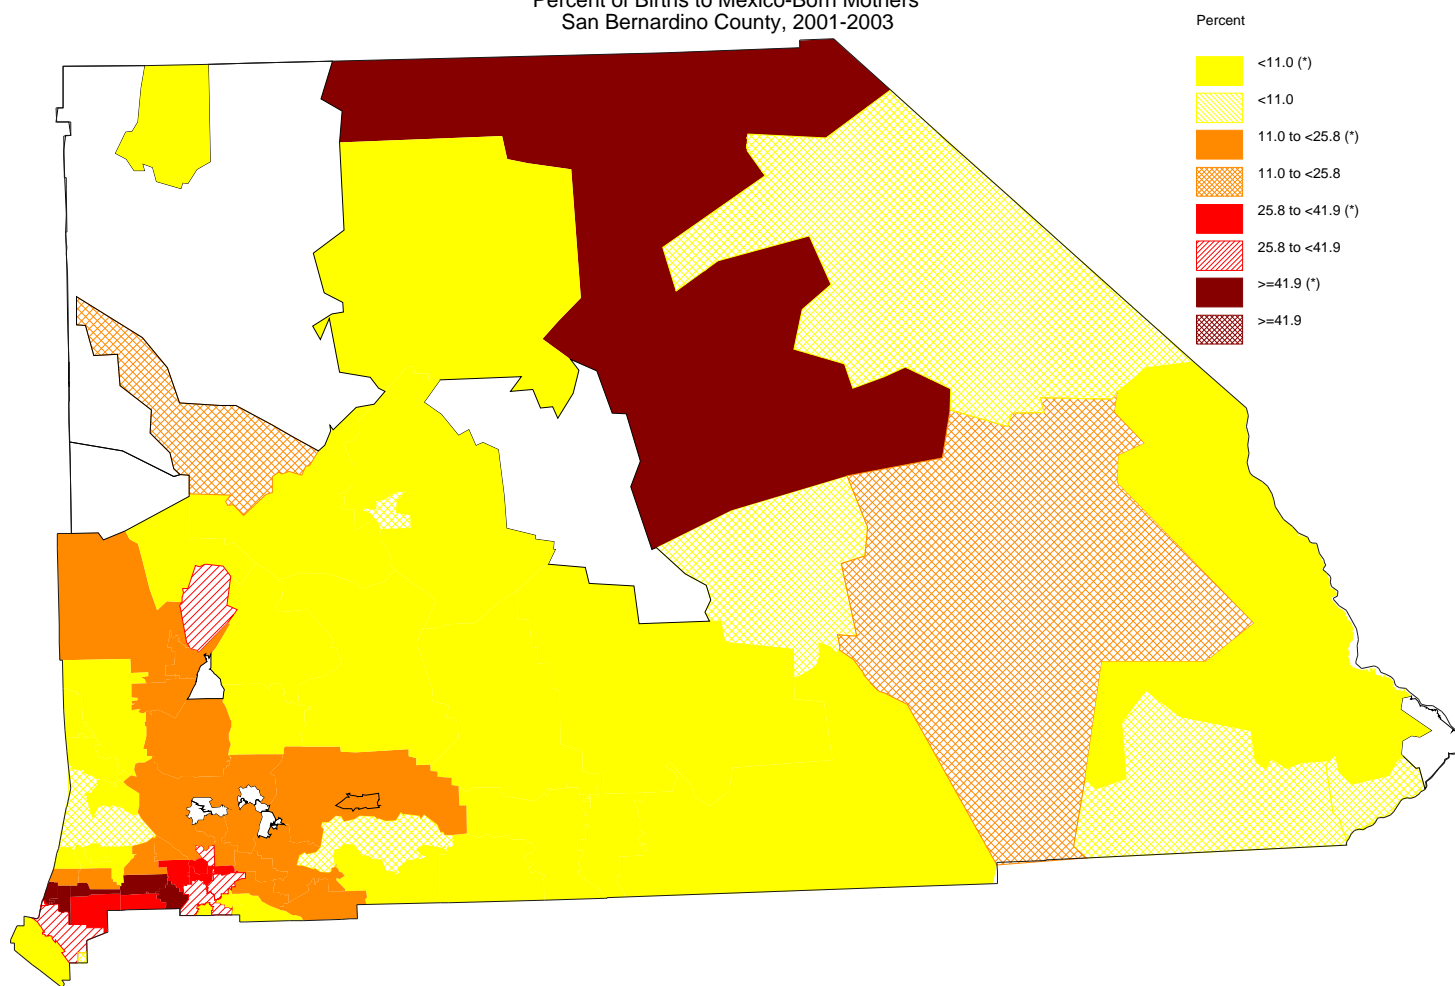 Percent of Births to Mexico-Born Mothers
San Bernardino County, 2001-2003
Percent
<11.0 (*)
<11.0
11.0 to <25.8 (*)
11.0 to <25.8
25.8 to <41.9 (*)
25.8 to <41.9
>=41.9 (*)
>=41.9